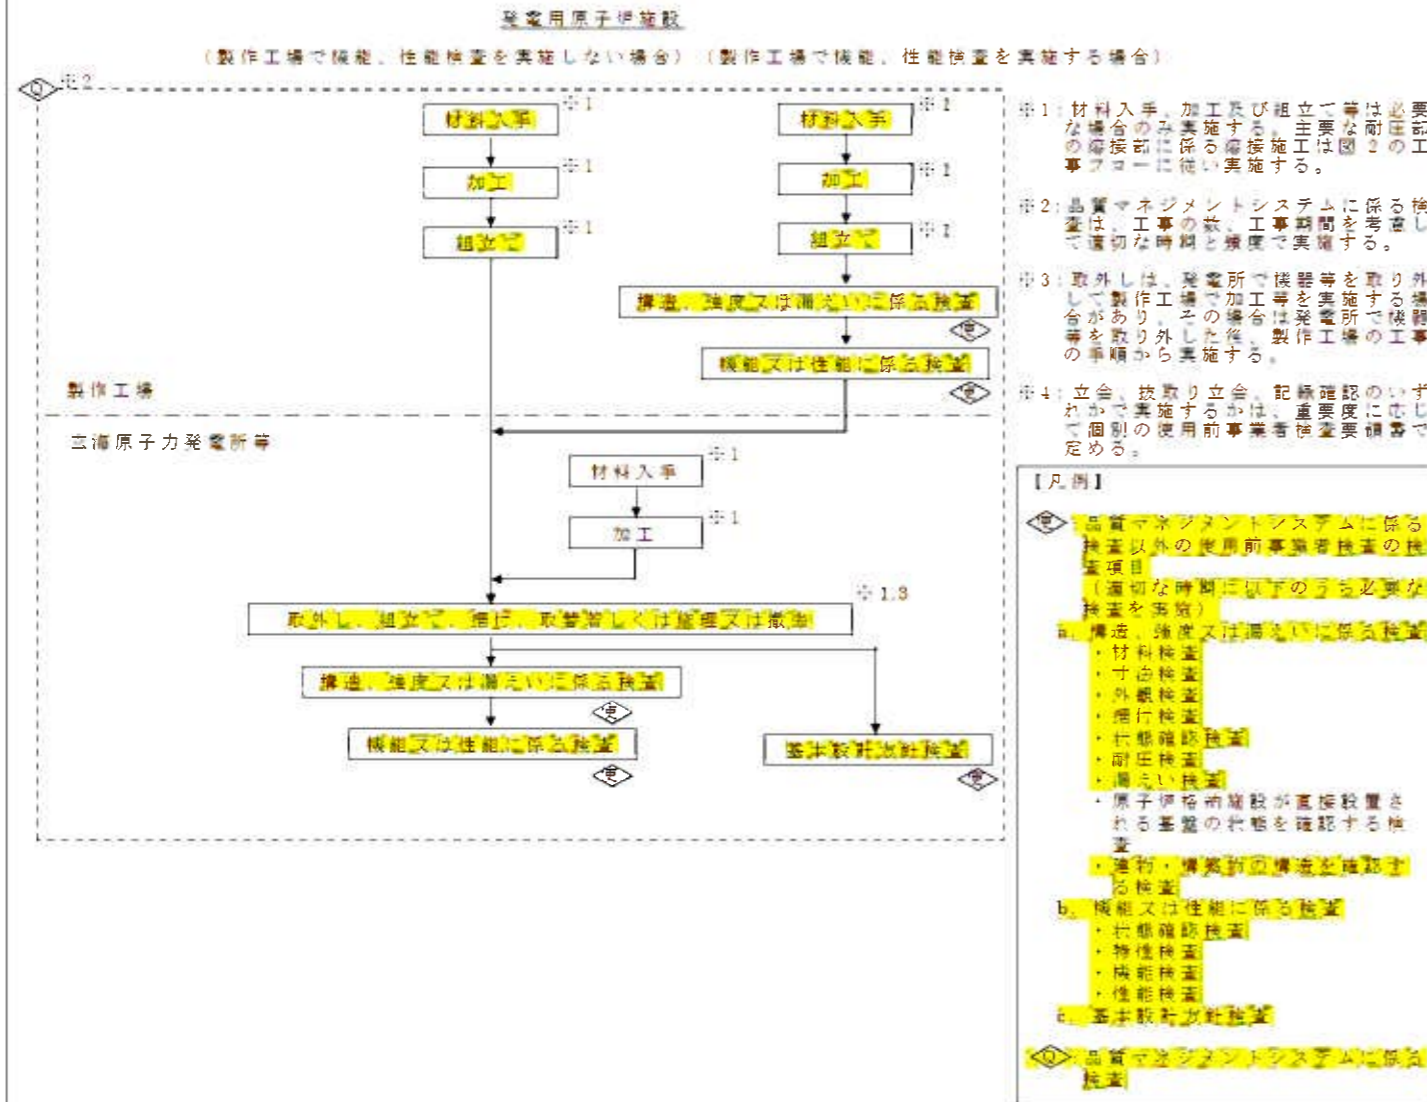 発電用原子炉施設
(製作工場で機能、性能検査を実施しない場合) (製作工場で機能、性能検査を実施する場合)
Q ※2
材料入手 ※1
加工 ※1
組立て ※1
材料入手 ※1
加工 ※1
組立て ※1
構造、強度又は漏えいに係る検査
使
機能又は性能に係る検査
使
製作工場
玄海原子力発電所等
材料入手 ※1
加工 ※1
※1,3
取外し、組立て、据付、取替若しくは修理又は撤去
構造、強度又は漏えいに係る検査
使
機能又は性能に係る検査
使
基本設計方針検査
使
※1:材料入手、加工及び組立て等は必要
な場合のみ実施する。主要な耐圧部
の溶接部に係る溶接施工は図2の工
事フローに従い実施する。
※2:品質マネジメントシステムに係る検
査は、工事の数、工事期間を考慮し
て適切な時期と頻度で実施する。
※3:取外しは、発電所で機器等を取り外
して製作工場で加工等を実施する場
合があり、その場合は発電所で機器
等を取り外した後、製作工場の工事
の手順から実施する。
※4:立会、抜取り立会、記録確認のいず
れかで実施するかは、重要度に応じ
て個別の使用前事業者検査要領書で
定める。
【凡例】
使:品質マネジメントシステムに係る
検査以外の使用前事業者検査の検
査項目
(適切な時期に以下のうち必要な
検査を実施)
a. 構造、強度又は漏えいに係る検査
・材料検査
・寸法検査
・外観検査
・据付検査
・状態確認検査
・耐圧検査
・漏えい検査
・原子炉格納施設が直接設置さ
れる基盤の状態を確認する検
査
・建物・構築物の構造を確認す
る検査
b. 機能又は性能に係る検査
・状態確認検査
・特性検査
・機能検査
・性能検査
c. 基本設計方針検査
Q:品質マネジメントシステムに係る
検査